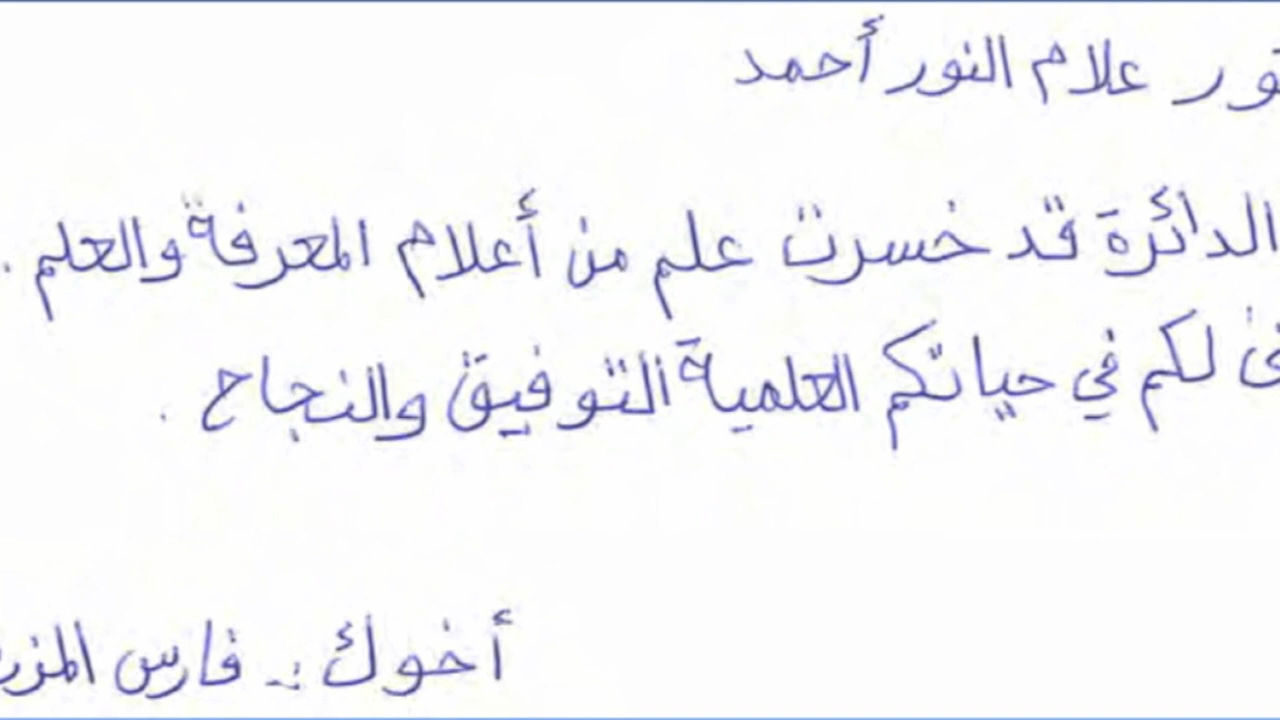 علام النور أحمد
الدائرة قد خسرت علم من أعلام المعرفة والعلم .
لكم في حياتكم العلمية التوفيق والنجاح .
أخوك :- فارس